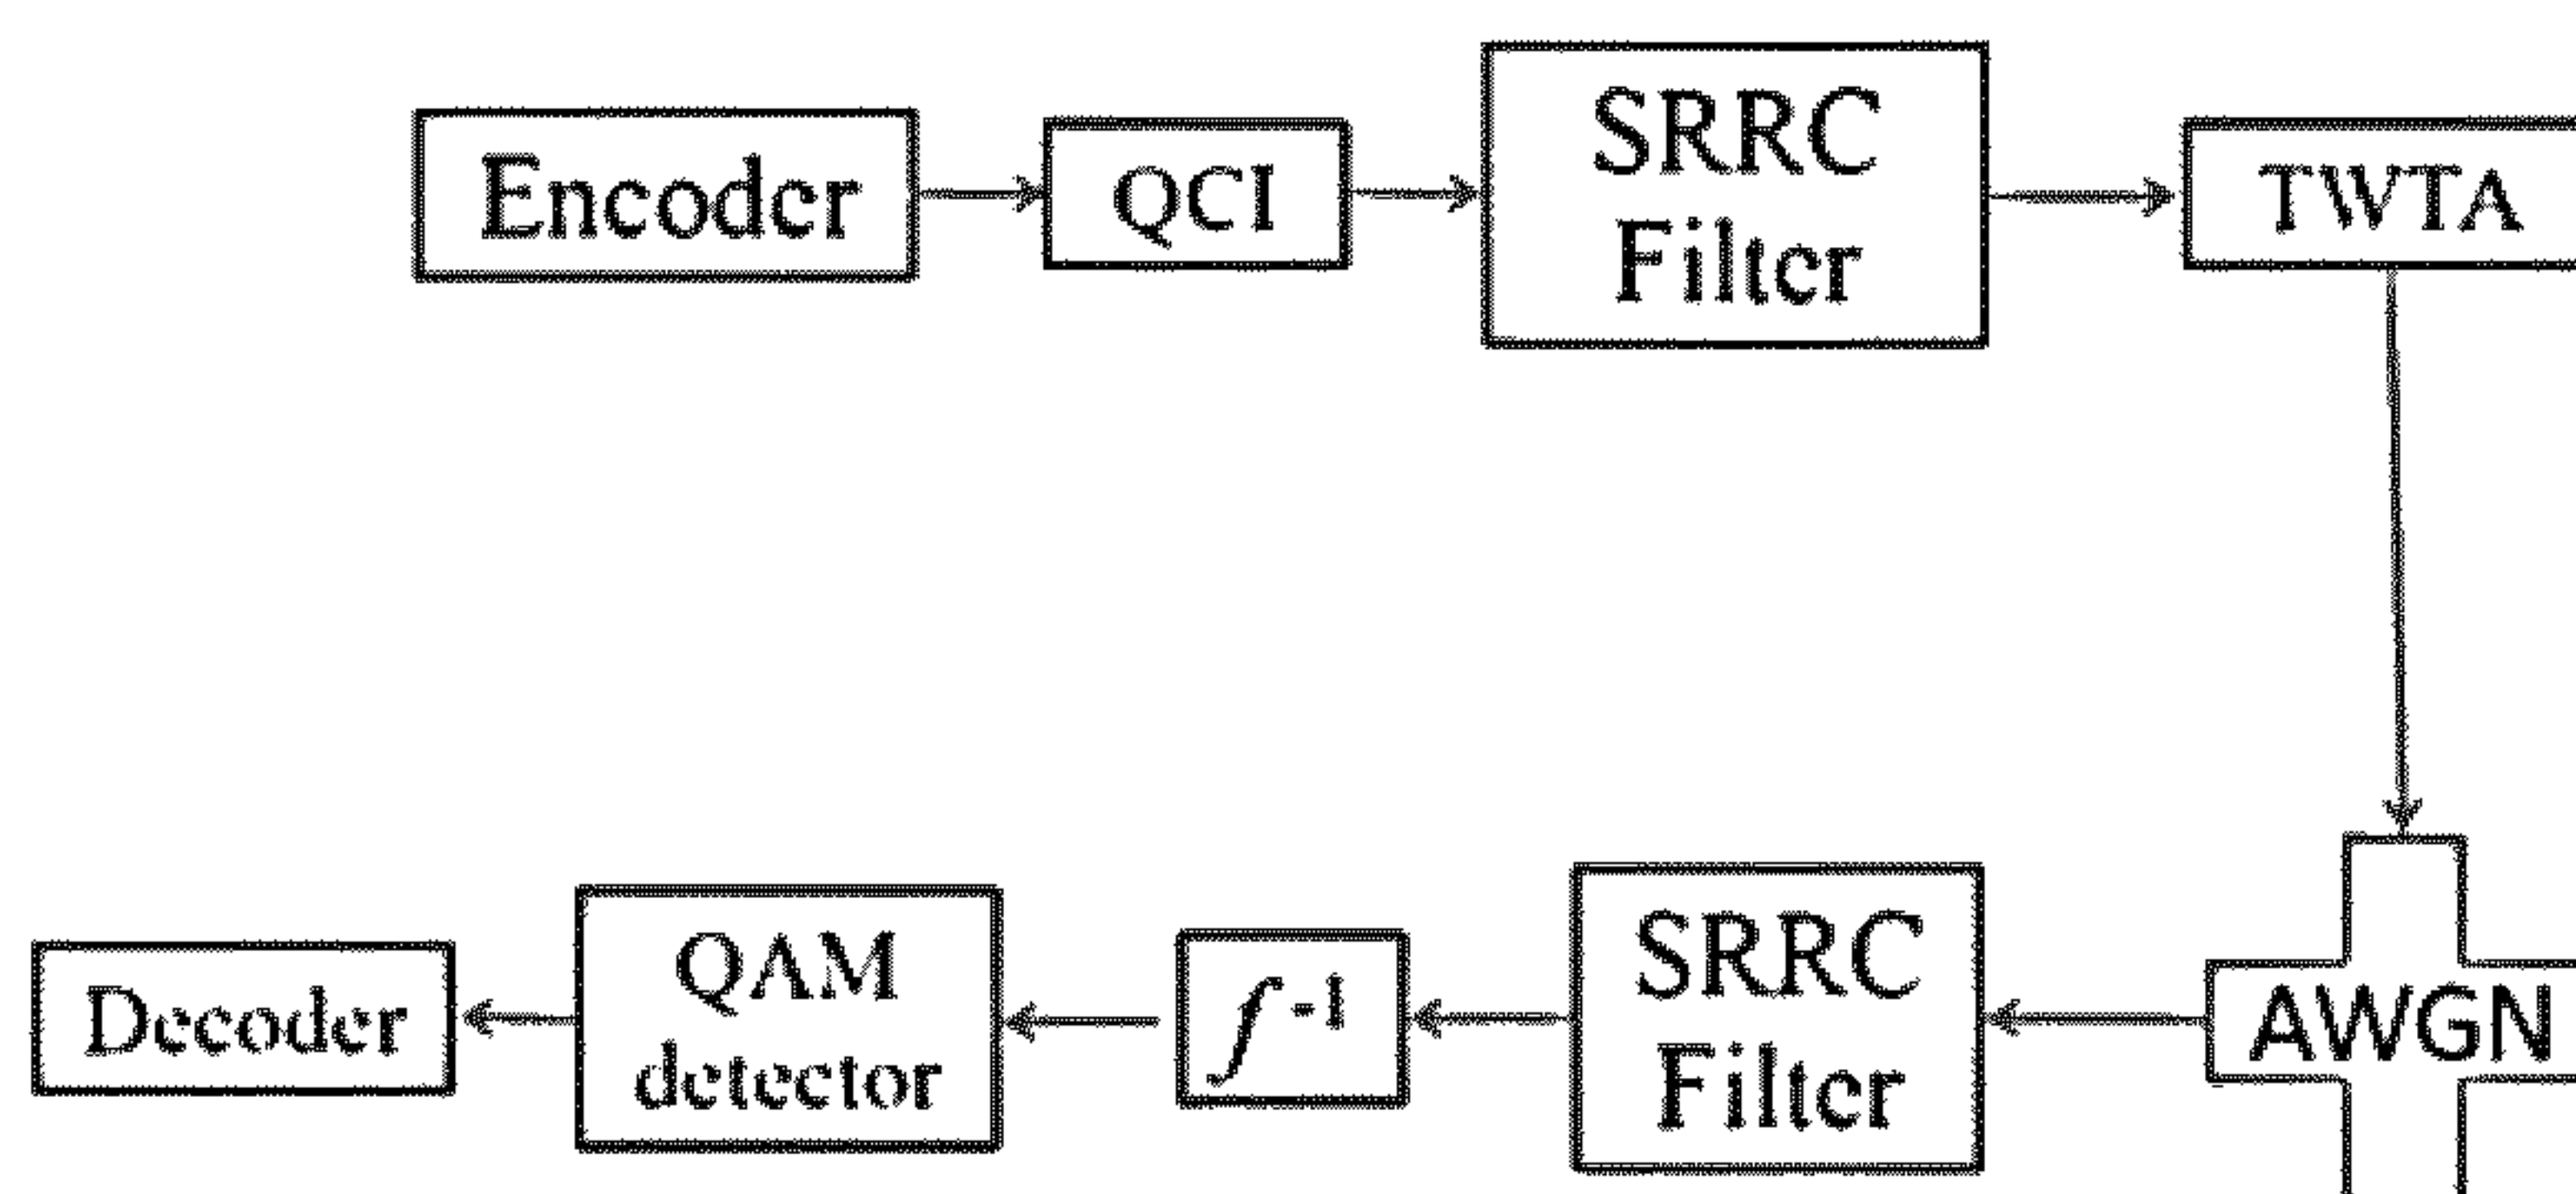 Encoder
QCI
SRRC
Filter
TWTA
Decoder
QAM
detector
f^-1
SRRC
Filter
AWGN